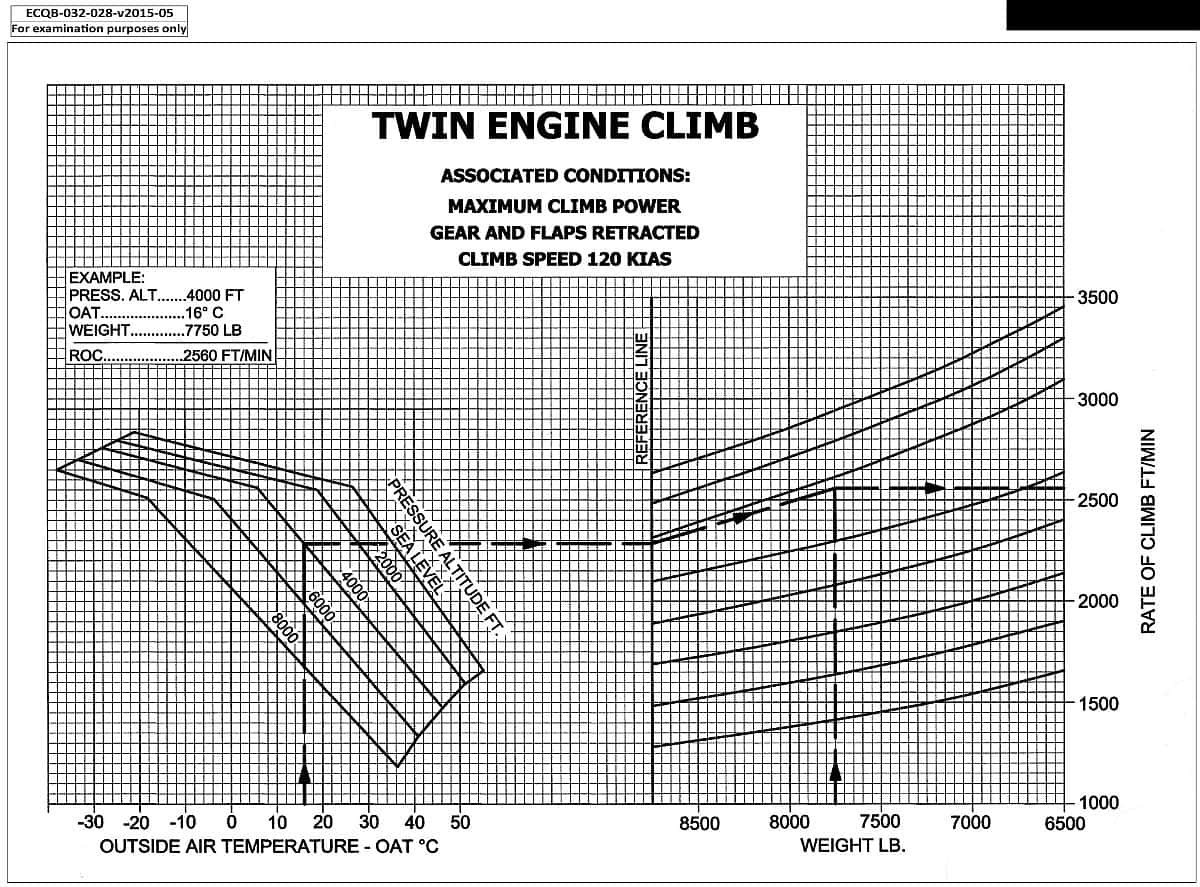 ECQB-032-028-v2015-05
For examination purposes only
TWIN ENGINE CLIMB
ASSOCIATED CONDITIONS:
MAXIMUM CLIMB POWER
GEAR AND FLAPS RETRACTED
CLIMB SPEED 120 KIAS
EXAMPLE:
PRESS. ALT.......4000 FT
OAT....................16° C
WEIGHT.............7750 LB
ROC...................2560 FT/MIN
REFERENCE LINE
PRESSURE ALTITUDE FT.
SEA LEVEL
2000
4000
6000
8000
3500
3000
2500
2000
1500
1000
RATE OF CLIMB FT/MIN
-30 -20 -10 0 10 20 30 40 50
OUTSIDE AIR TEMPERATURE - OAT °C
8500 8000 7500 7000 6500
WEIGHT LB.